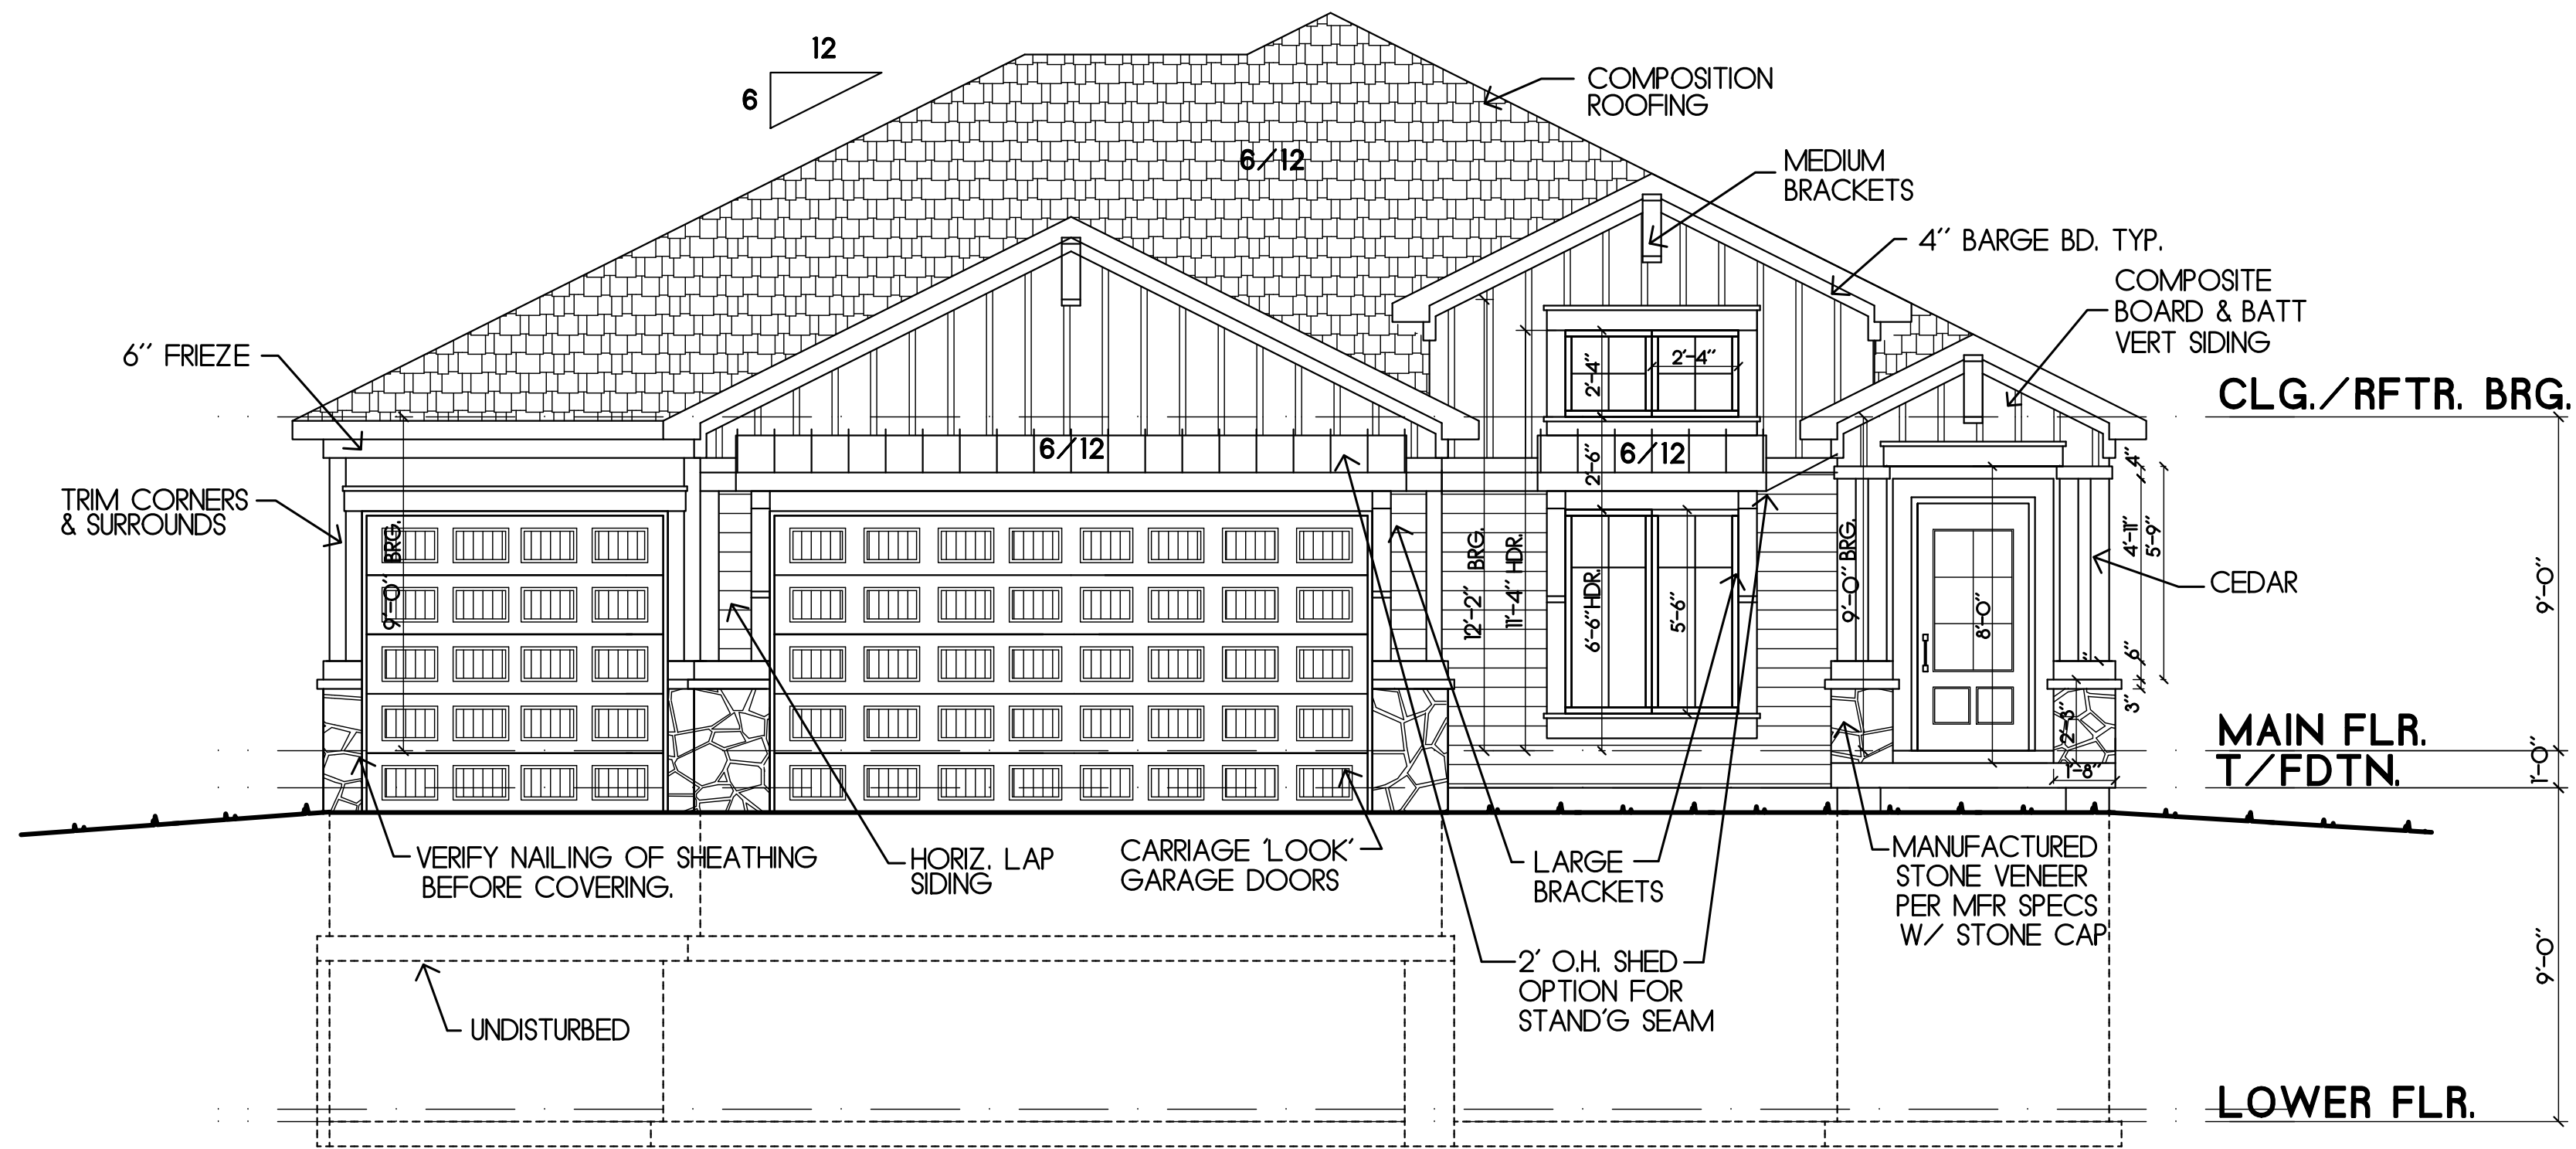 12
6
COMPOSITION
ROOFING
6/12
MEDIUM
BRACKETS
4" BARGE BD. TYP.
COMPOSITE
BOARD & BATT
VERT SIDING
6" FRIEZE
2'-4"
2'-4"
CLG./RFTR. BRG.
6/12
6/12
2'-6"
4"
TRIM CORNERS
& SURROUNDS
9'-0" BRG.
12'-2" BRG.
11'-4" HDR.
6'-6" HDR.
5'-6"
9'-0" BRG.
8'-0"
4'-11"
5'-9"
CEDAR
9'-0"
6"
3"
2'-3"
1'-8"
MAIN FLR.
T/FDTN.
1'-0"
VERIFY NAILING OF SHEATHING
BEFORE COVERING.
HORIZ. LAP
SIDING
CARRIAGE 'LOOK'
GARAGE DOORS
LARGE
BRACKETS
MANUFACTURED
STONE VENEER
PER MFR SPECS
W/ STONE CAP
2' O.H. SHED
OPTION FOR
STAND'G SEAM
9'-0"
UNDISTURBED
LOWER FLR.